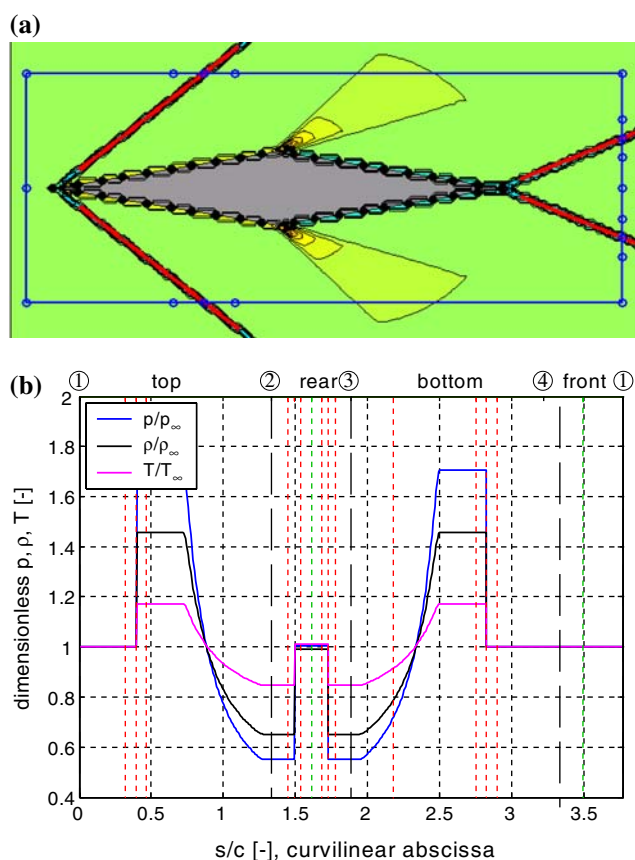 (a)
(b)
① top ② rear ③ bottom ④ front ①
p/p∞
ρ/ρ∞
T/T∞
dimensionless p, ρ, T [-]
2
1.8
1.6
1.4
1.2
1
0.8
0.6
0.4
0 0.5 1 1.5 2 2.5 3 3.5
s/c [-], curvilinear abscissa